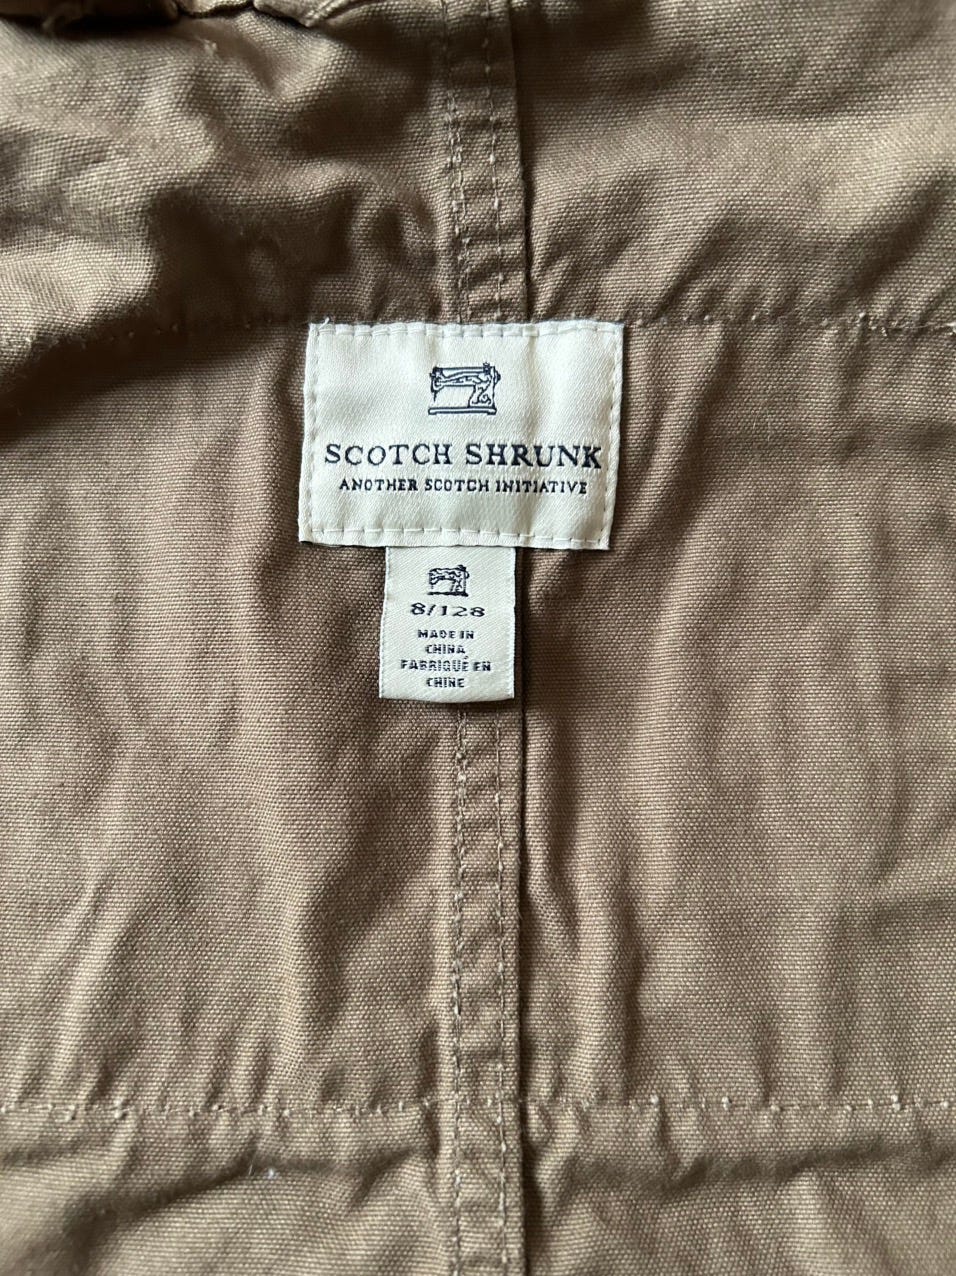 SCOTCH SHRUNK
ANOTHER SCOTCH INITIATIVE
8/128
MADE IN
CHINA
FABRIQUÉ EN
CHINE